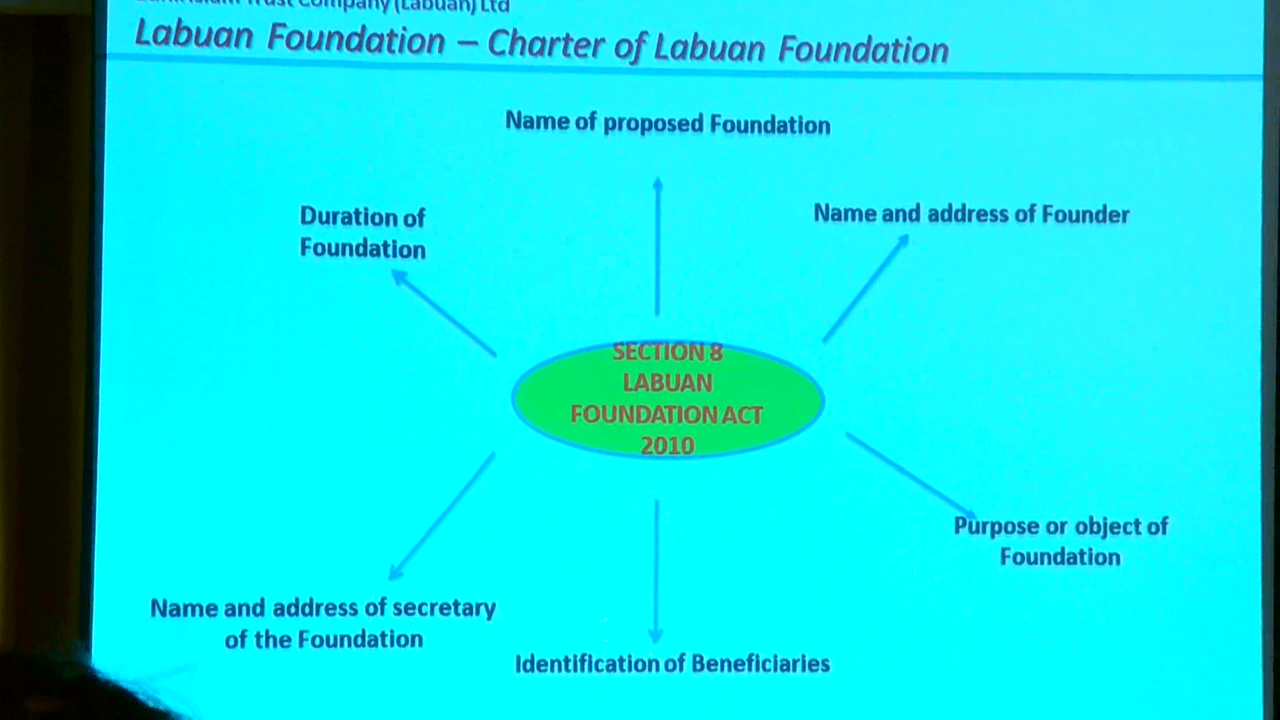 Trust Company (Labuan) Ltd
Labuan Foundation – Charter of Labuan Foundation
Name of proposed Foundation
Duration of
Foundation
Name and address of Founder
SECTION 8
LABUAN
FOUNDATION ACT
2010
Purpose or object of
Foundation
Name and address of secretary
of the Foundation
Identification of Beneficiaries